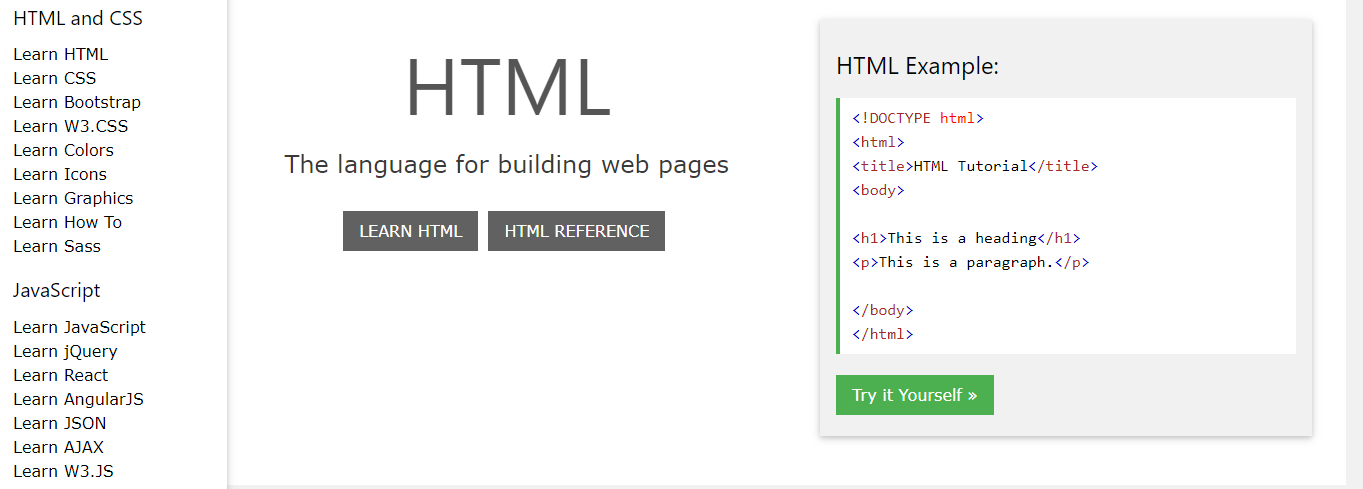 HTML and CSS
Learn HTML
Learn CSS
Learn Bootstrap
Learn W3.CSS
Learn Colors
Learn Icons
Learn Graphics
Learn How To
Learn Sass
JavaScript
Learn JavaScript
Learn jQuery
Learn React
Learn AngularJS
Learn JSON
Learn AJAX
Learn W3.JS
HTML
The language for building web pages
LEARN HTML
HTML REFERENCE
HTML Example:
<!DOCTYPE html>
<html>
<title>HTML Tutorial</title>
<body>
<h1>This is a heading</h1>
<p>This is a paragraph.</p>
</body>
</html>
Try it Yourself »